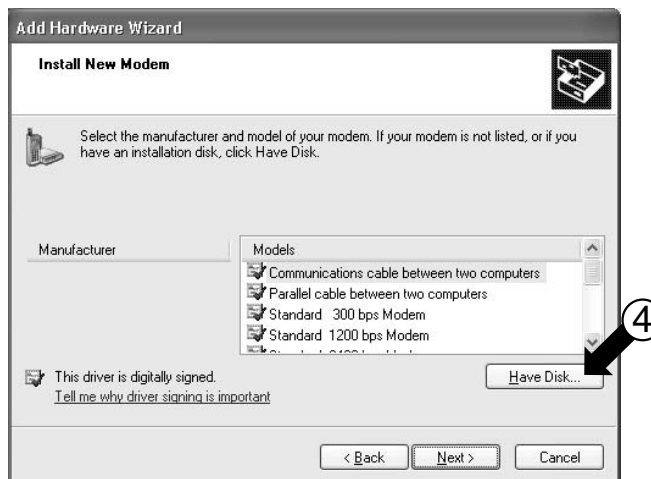 Add Hardware Wizard
Install New Modem
Select the manufacturer and model of your modem. If your modem is not listed, or if you
have an installation disk, click Have Disk.
Manufacturer
Models
Communications cable between two computers
Parallel cable between two computers
Standard 300 bps Modem
Standard 1200 bps Modem
4
This driver is digitally signed.
Have Disk...
Tell me why driver signing is important
< Back
Next >
Cancel